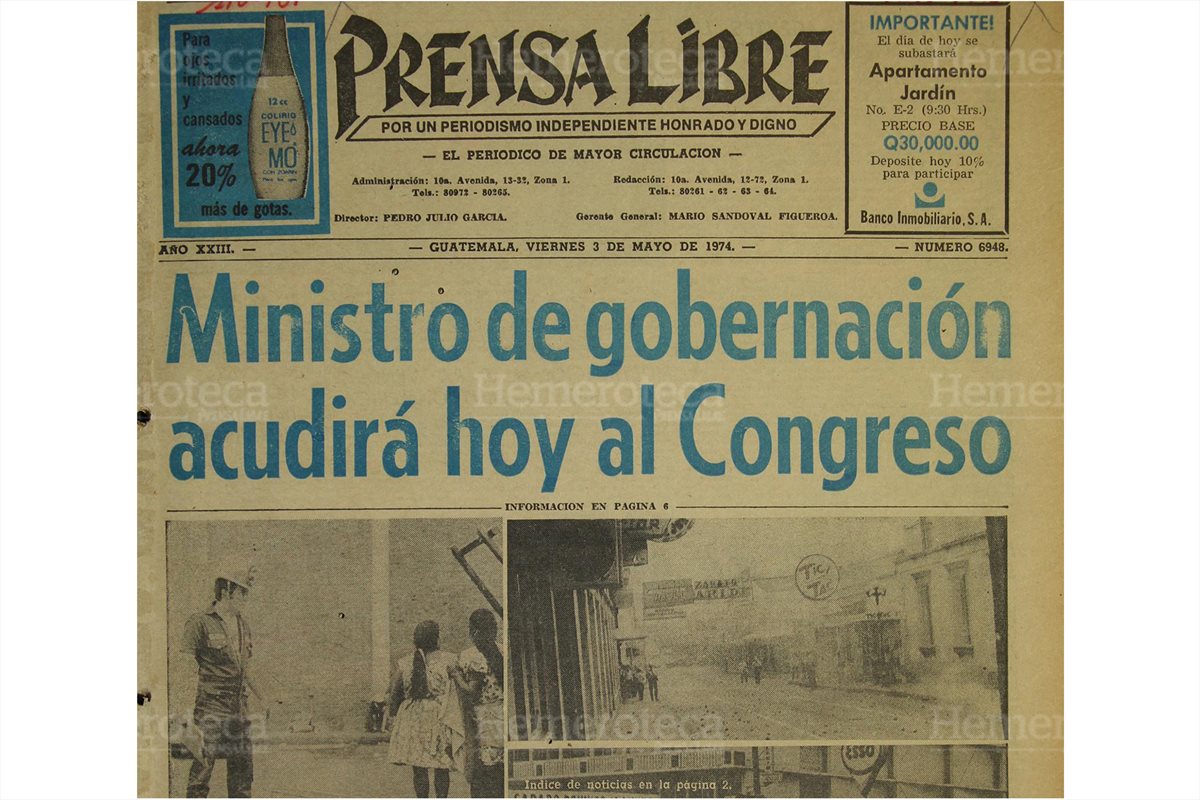 Para
ojos,
irritados
y
cansados
ahora
20%
más de gotas.
12 cc
COLIRIO
EYE
MÓ
CON ZOARIN
PRENSA LIBRE
POR UN PERIODISMO INDEPENDIENTE HONRADO Y DIGNO
— EL PERIODICO DE MAYOR CIRCULACION —
Administración: 10a. Avenida, 13-32, Zona 1.
Tels.: 80972 - 80265.
Redacción: 10a. Avenida, 12-72, Zona 1.
Tels.: 80261 - 62 - 63 - 64.
Director: PEDRO JULIO GARCIA.
Gerente General: MARIO SANDOVAL FIGUEROA.
IMPORTANTE!
El día de hoy se
subastará
Apartamento
Jardín
No. E-2 (9:30 Hrs.)
PRECIO BASE
Q30,000.00
Deposite hoy 10%
para participar
Banco Inmobiliario, S.A.
AÑO XXIII. —
— GUATEMALA, VIERNES 3 DE MAYO DE 1974. —
— NUMERO 6948.
Ministro de gobernación
acudirá hoy al Congreso
INFORMACION EN PAGINA 6
TIC
TAC
ESSO
Indice de noticias en la página 2.
Hemeroteca